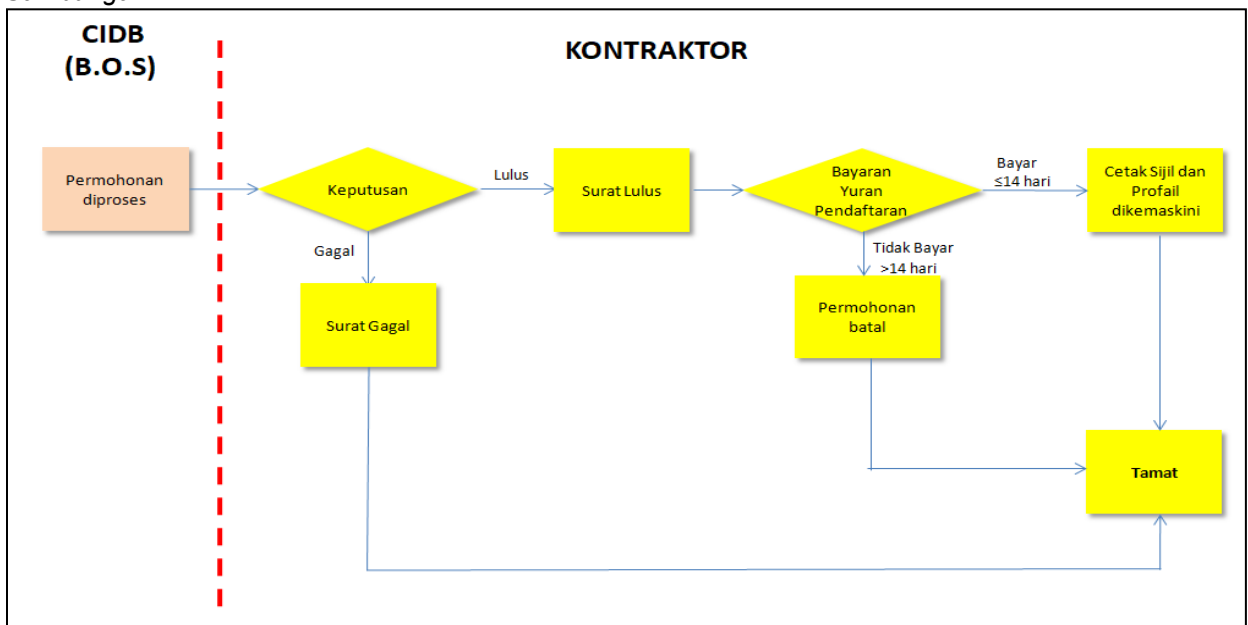 CIDB
(B.O.S)
KONTRAKTOR
Permohonan
diproses
Keputusan
Lulus
Surat Lulus
Bayaran
Yuran
Pendaftaran
Bayar
≤14 hari
Cetak Sijil dan
Profail
dikemaskini
Gagal
Surat Gagal
Tidak Bayar
>14 hari
Permohonan
batal
Tamat